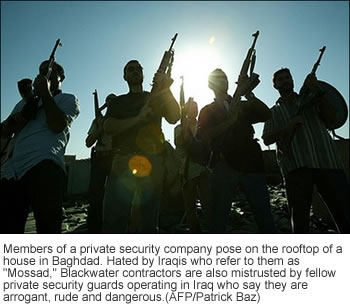 Members of a private security company pose on the rooftop of a
house in Baghdad. Hated by Iraqis who refer to them as
"Mossad," Blackwater contractors are also mistrusted by fellow
private security guards operating in Iraq who say they are
arrogant, rude and dangerous.(AFP/Patrick Baz)